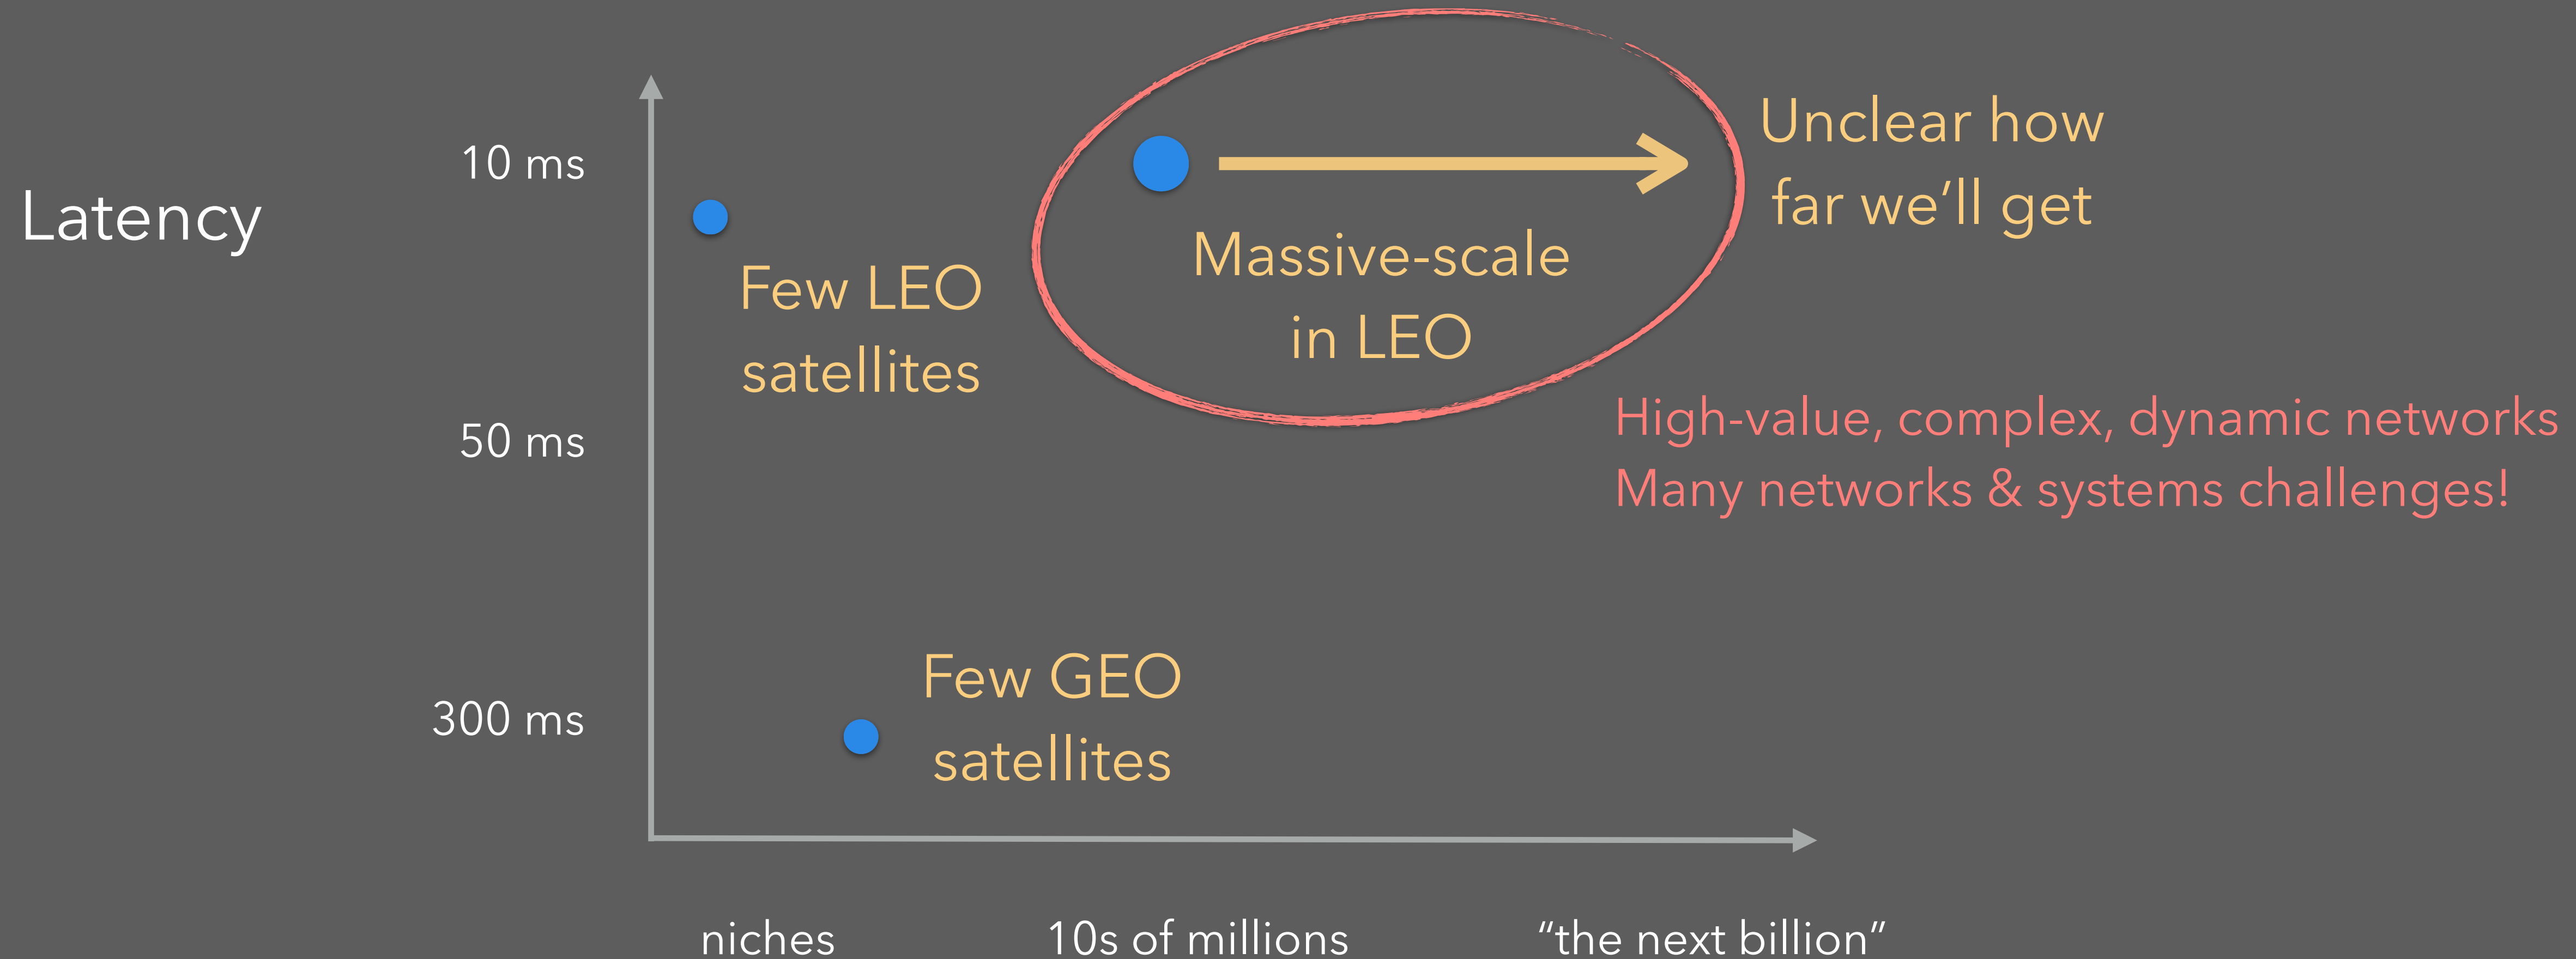 Latency
10 ms
50 ms
300 ms
Few LEO
satellites
Massive-scale
in LEO
Unclear how
far we’ll get
High-value, complex, dynamic networks
Many networks & systems challenges!
Few GEO
satellites
niches
10s of millions
“the next billion”